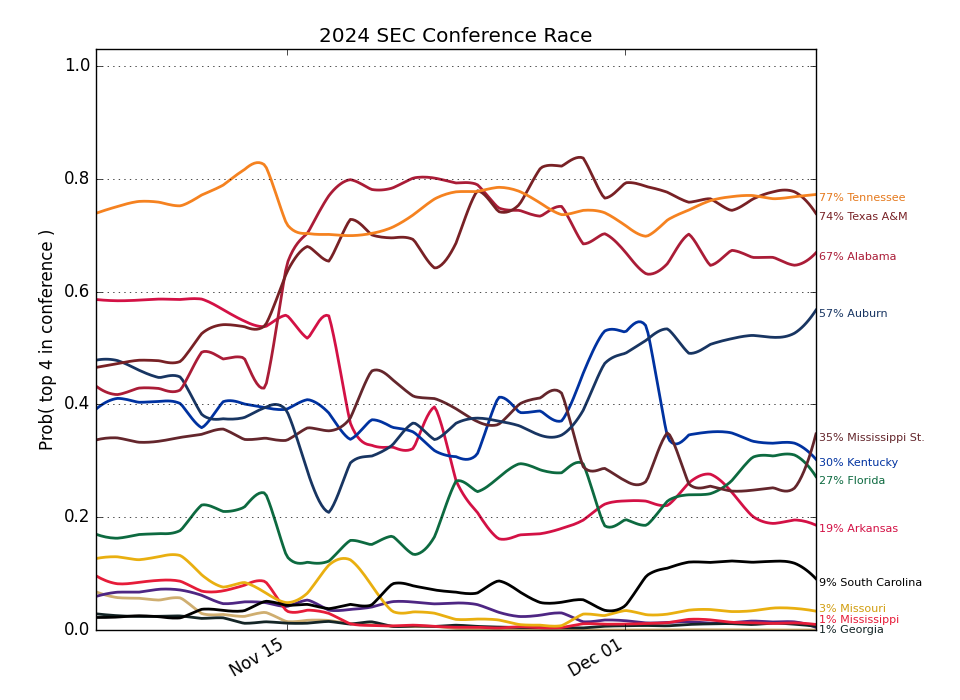 2024 SEC Conference Race
Prob( top 4 in conference )
1.0
0.8
0.6
0.4
0.2
0.0
Nov 15
Dec 01
77% Tennessee
74% Texas A&M
67% Alabama
57% Auburn
35% Mississippi St.
30% Kentucky
27% Florida
19% Arkansas
9% South Carolina
3% Missouri
1% Mississippi
1% Georgia